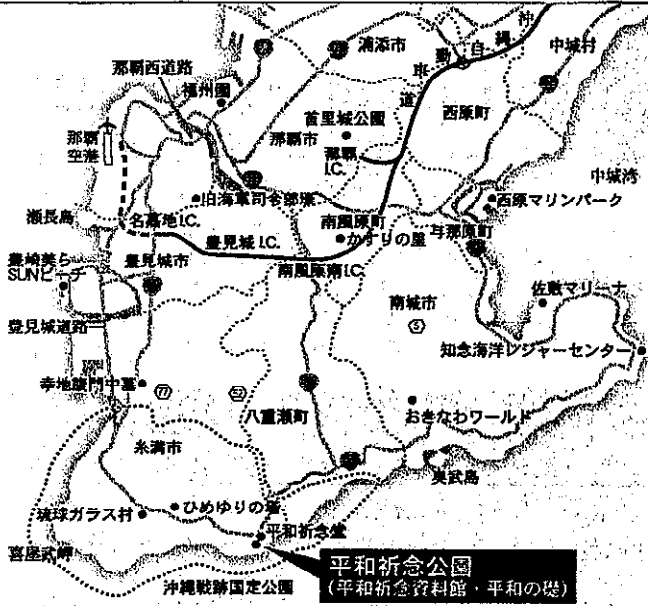 浦添市
沖縄自動車道
中城村
那覇西道路
福州園
西原町
首里城公園
那覇市
那覇I.C.
那覇空港
中城湾
旧海軍司令部壕
西原マリンパーク
瀬長島
名嘉地I.C.
南風原町
与那原町
かすりの里
豊見城I.C.
豊崎美らSUNビーチ
豊見城市
南風原南I.C.
佐敷マリーナ
南城市
5
豊見城道路
知念海洋レジャーセンター
幸地腹門中墓
77
52
八重瀬町
おきなわワールド
糸満市
奥武島
琉球ガラス村
ひめゆりの塔
平和祈念堂
喜屋武岬
沖縄戦跡国定公園
平和祈念公園
(平和祈念資料館・平和の礎)